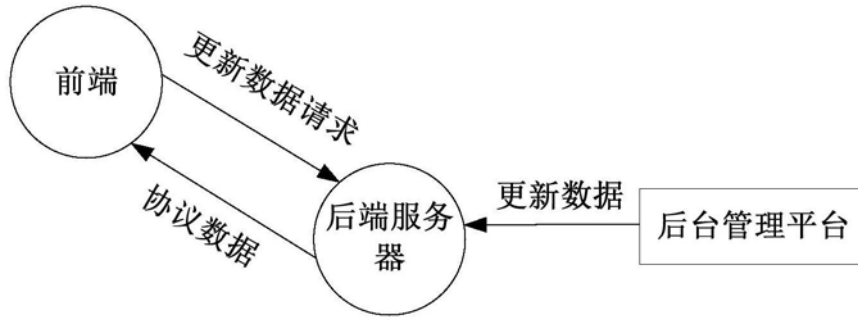 前端
更新数据请求
协议数据
后端服务
器
更新数据
后台管理平台